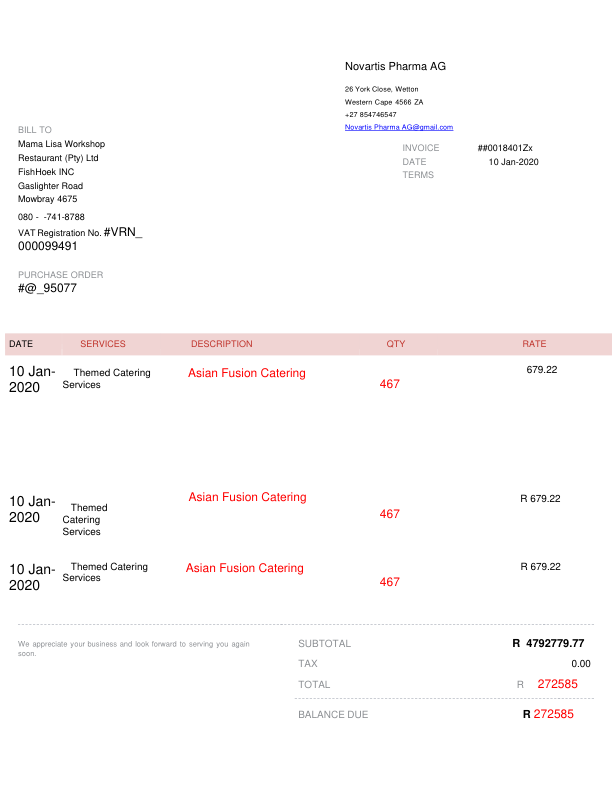 Novartis Pharma AG
26 York Close, Wetton
Western Cape 4566 ZA
+27 854746547
Novartis Pharma AG@gmail.com
BILL TO
Mama Lisa Workshop
Restaurant (Pty) Ltd
FishHoek INC
Gaslighter Road
Mowbray 4675
080 -  -741-8788
VAT Registration No. #VRN_
000099491
INVOICE ##0018401Zx
DATE 10 Jan-2020
TERMS
PURCHASE ORDER
#@_95077
DATE SERVICES DESCRIPTION QTY RATE
10 Jan- Themed Catering Asian Fusion Catering 679.22
2020 Services 467
10 Jan- Themed Asian Fusion Catering R 679.22
2020 Catering 467
Services
10 Jan- Themed Catering Asian Fusion Catering R 679.22
2020 Services 467
We appreciate your business and look forward to serving you again
soon.
SUBTOTAL R 4792779.77
TAX 0.00
TOTAL R 272585
BALANCE DUE R 272585